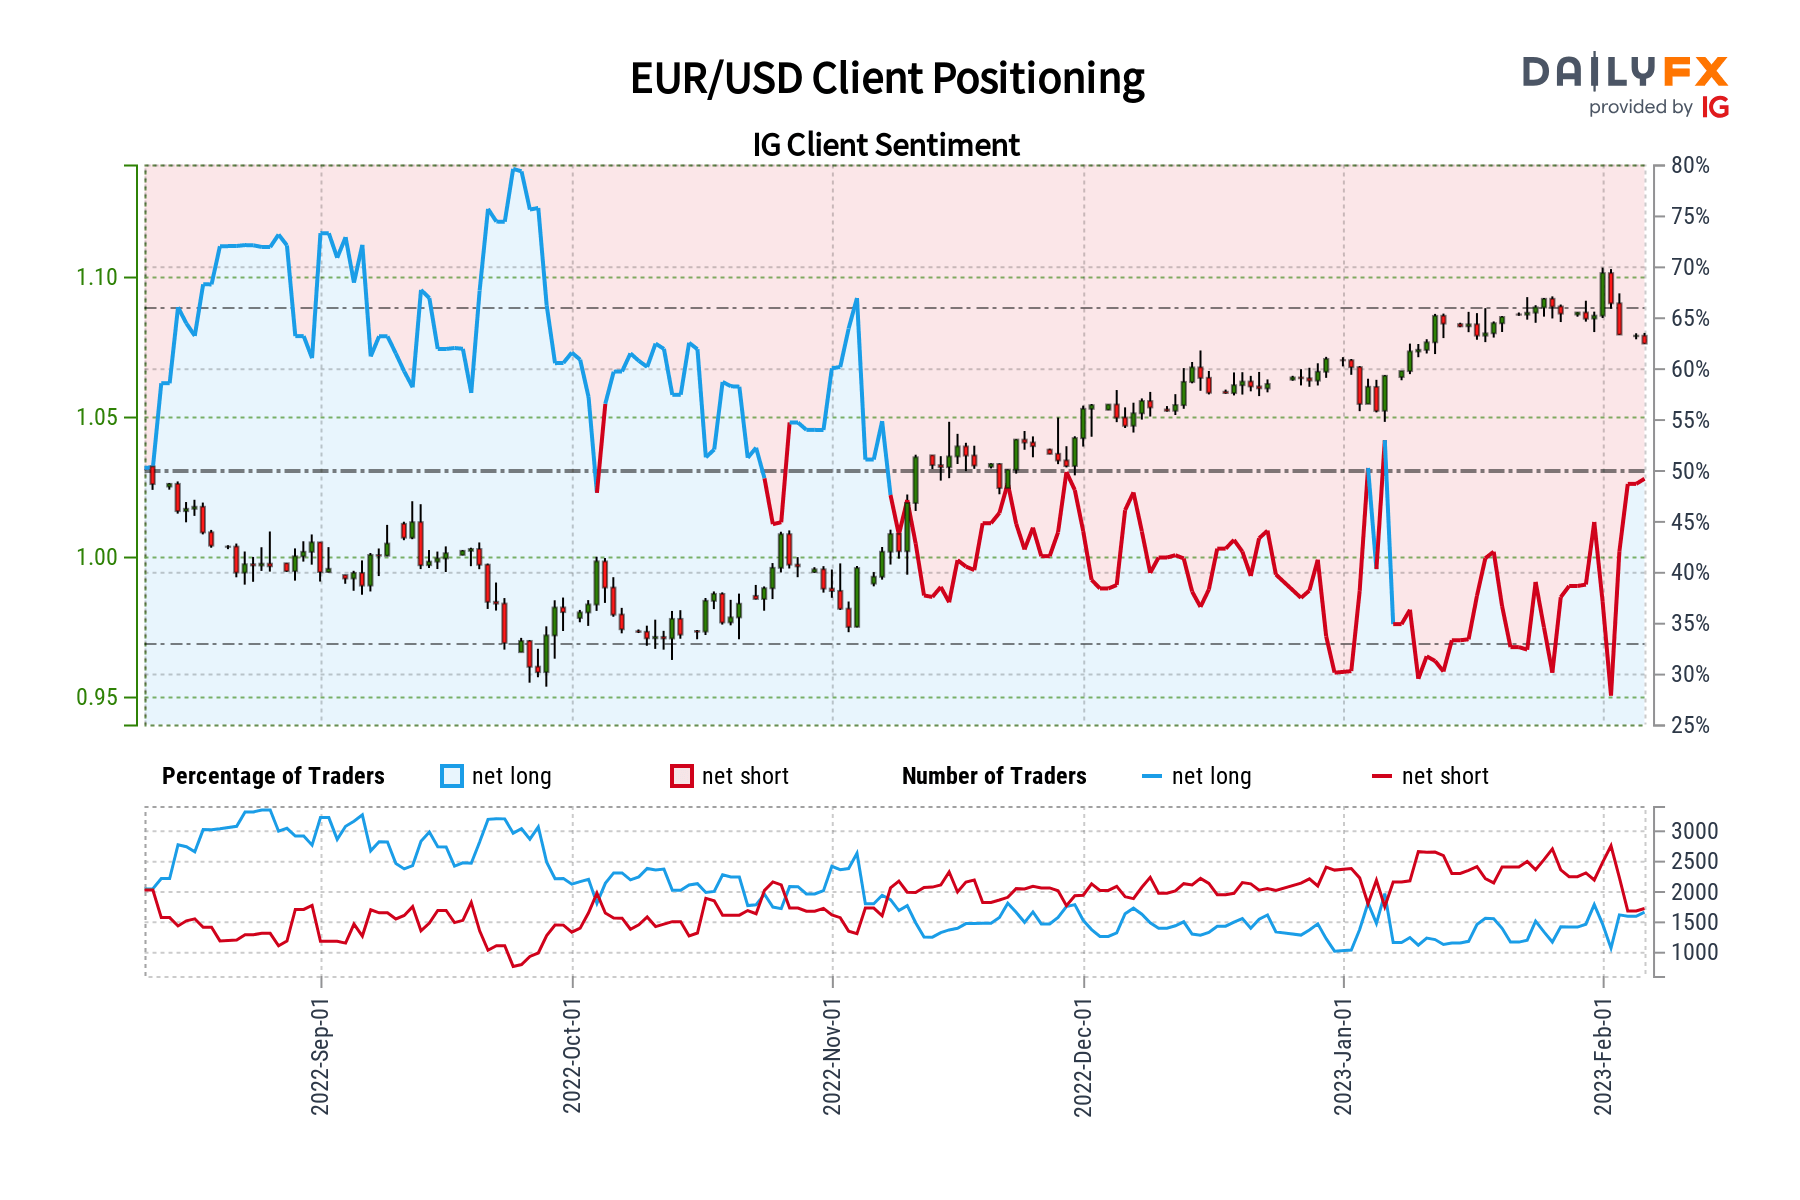 EUR/USD Client Positioning
DAILYFX
provided by IG
IG Client Sentiment
1.10
1.05
1.00
0.95
80%
75%
70%
65%
60%
55%
50%
45%
40%
35%
30%
25%
Percentage of Traders net long net short Number of Traders net long net short
3000
2500
2000
1500
1000
2022-Sep-01
2022-Oct-01
2022-Nov-01
2022-Dec-01
2023-Jan-01
2023-Feb-01